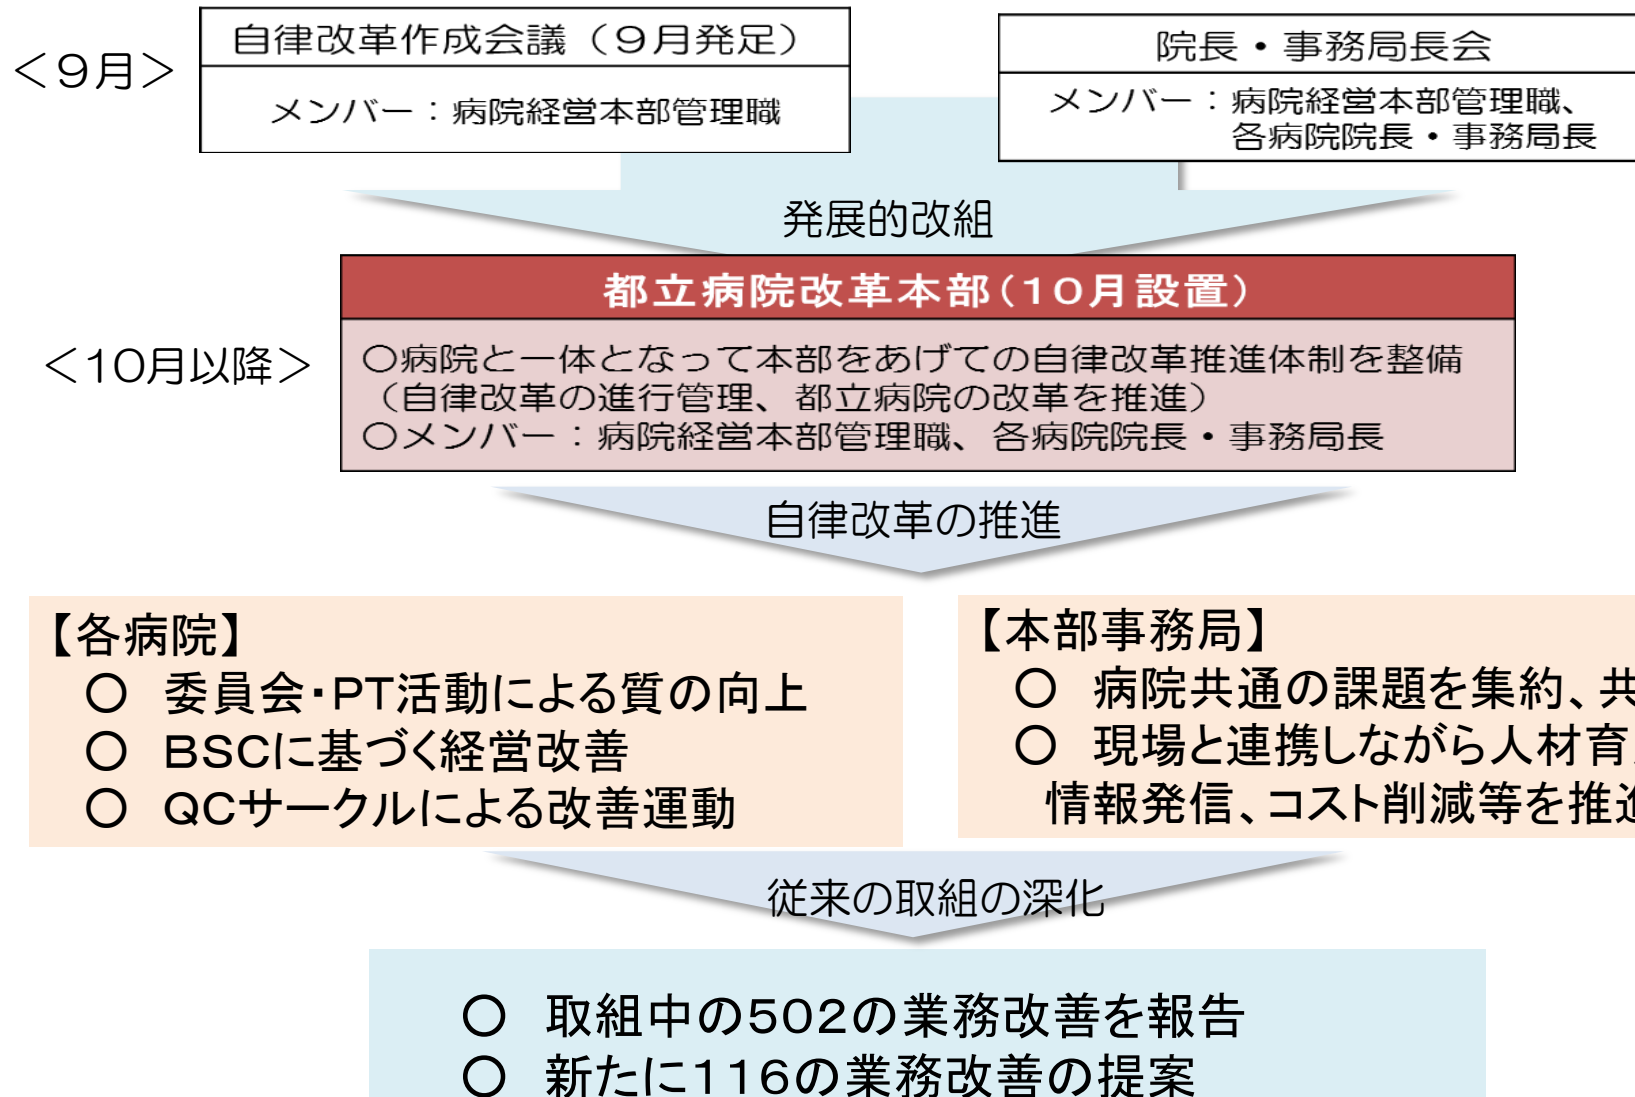 ＜９月＞
自律改革作成会議（９月発足）
メンバー：病院経営本部管理職
院長・事務局長会
メンバー：病院経営本部管理職、
各病院院長・事務局長
発展的改組
＜１０月以降＞
都立病院改革本部（１０月設置）
○病院と一体となって本部をあげての自律改革推進体制を整備
（自律改革の進行管理、都立病院の改革を推進）
○メンバー：病院経営本部管理職、各病院院長・事務局長
自律改革の推進
【各病院】
○　委員会・ＰＴ活動による質の向上
○　ＢＳＣに基づく経営改善
○　ＱＣサークルによる改善運動
【本部事務局】
○　病院共通の課題を集約、共
○　現場と連携しながら人材育
情報発信、コスト削減等を推進
従来の取組の深化
○　取組中の５０２の業務改善を報告
○　新たに１１６の業務改善の提案